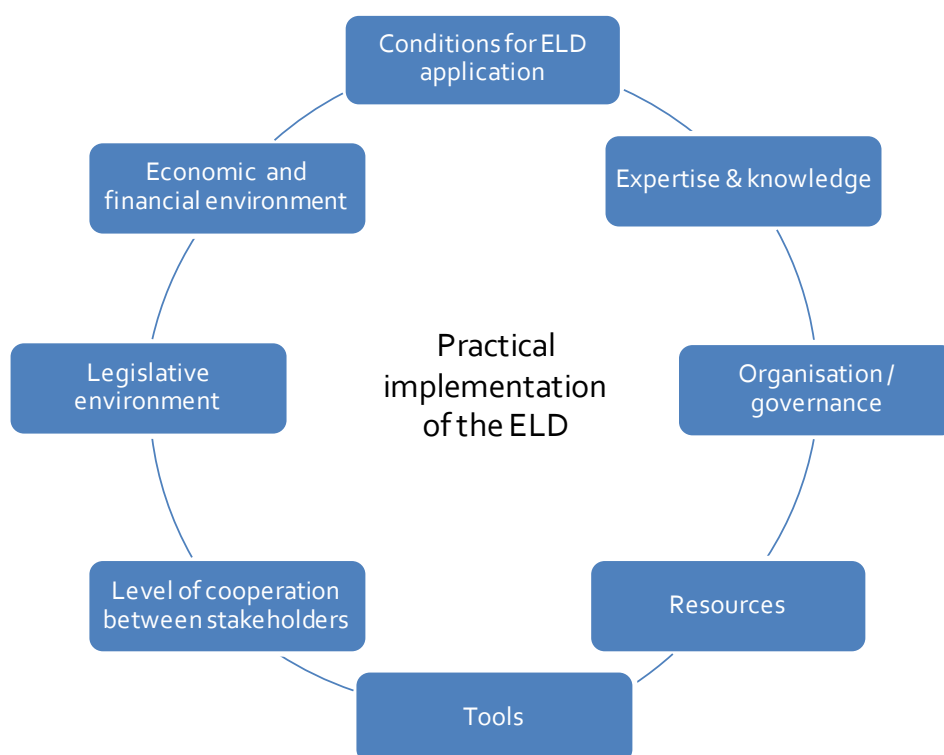 Conditions for ELD
application
Expertise & knowledge
Economic and
financial environment
Practical
implementation
of the ELD
Legislative
environment
Organisation /
governance
Level of cooperation
between stakeholders
Resources
Tools